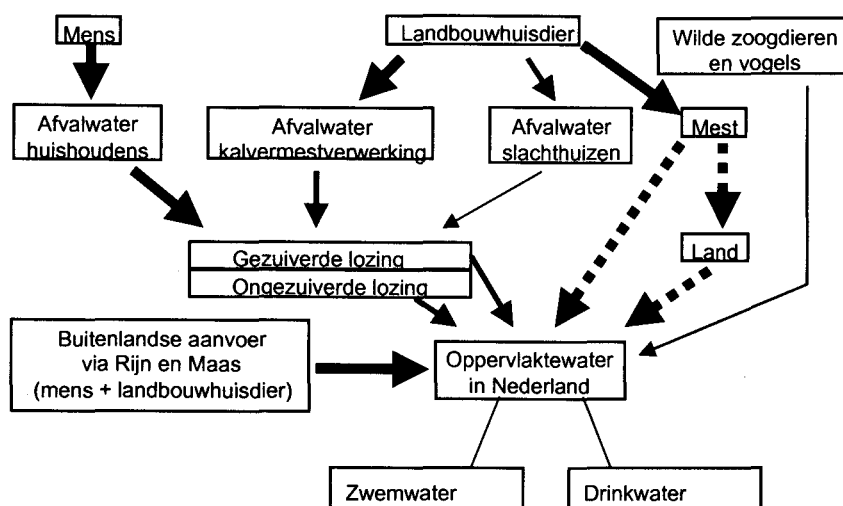 Mens
Landbouwhuisdier
Wilde zoogdieren
en vogels
Afvalwater
huishoudens
Afvalwater
kalvermestverwerking
Afvalwater
slachthuizen
Mest
Land
Gezuiverde lozing
Ongezuiverde lozing
Buitenlandse aanvoer
via Rijn en Maas
(mens + landbouwhuisdier)
Oppervlaktewater
in Nederland
Zwemwater
Drinkwater